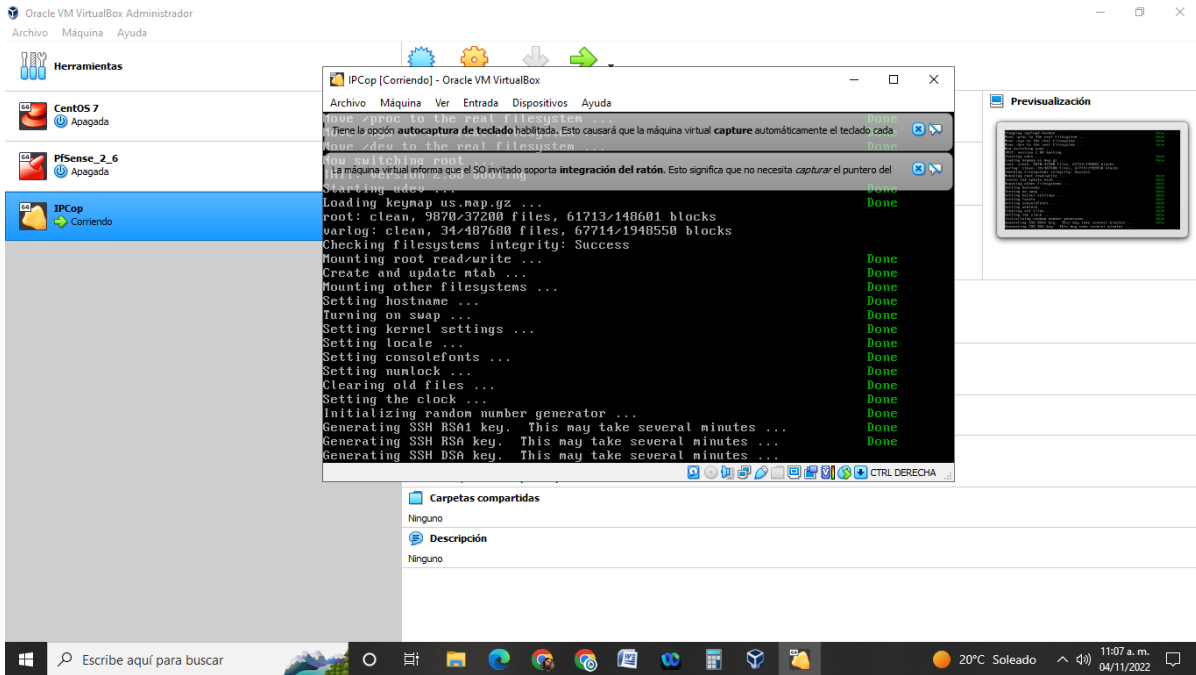 Oracle VM VirtualBox Administrador
Archivo Máquina Ayuda
Herramientas
64
CentOS 7
Apagada
64
PfSense_2_6
Apagada
64
IPCop
Corriendo
IPCop [Corriendo] - Oracle VM VirtualBox
Archivo Máquina Ver Entrada Dispositivos Ayuda
Move /proc to the real filesystem ... Done
Tiene la opción autocaptura de teclado habilitada. Esto causará que la máquina virtual capture automáticamente el teclado cada
Move /dev to the real filesystem ... Done
Now switching root ...
La máquina virtual informa que el SO invitado soporta integración del ratón. Esto significa que no necesita capturar el puntero del
Starting udev ... Done
Loading keymap us.map.gz ... Done
root: clean, 9870/37200 files, 61713/148601 blocks
varlog: clean, 34/487680 files, 67714/1948550 blocks
Checking filesystems integrity: Success
Mounting root read/write ... Done
Create and update mtab ... Done
Mounting other filesystems ... Done
Setting hostname ... Done
Turning on swap ... Done
Setting kernel settings ... Done
Setting locale ... Done
Setting consolefonts ... Done
Setting numlock ... Done
Clearing old files ... Done
Setting the clock ... Done
Initializing random number generator ... Done
Generating SSH RSA1 key. This may take several minutes ... Done
Generating SSH RSA key. This may take several minutes ... Done
Generating SSH DSA key. This may take several minutes ...
CTRL DERECHA
Previsualización
Carpetas compartidas
Ninguno
Descripción
Ninguno
Escribe aquí para buscar
20°C Soleado
11:07 a. m.
04/11/2022